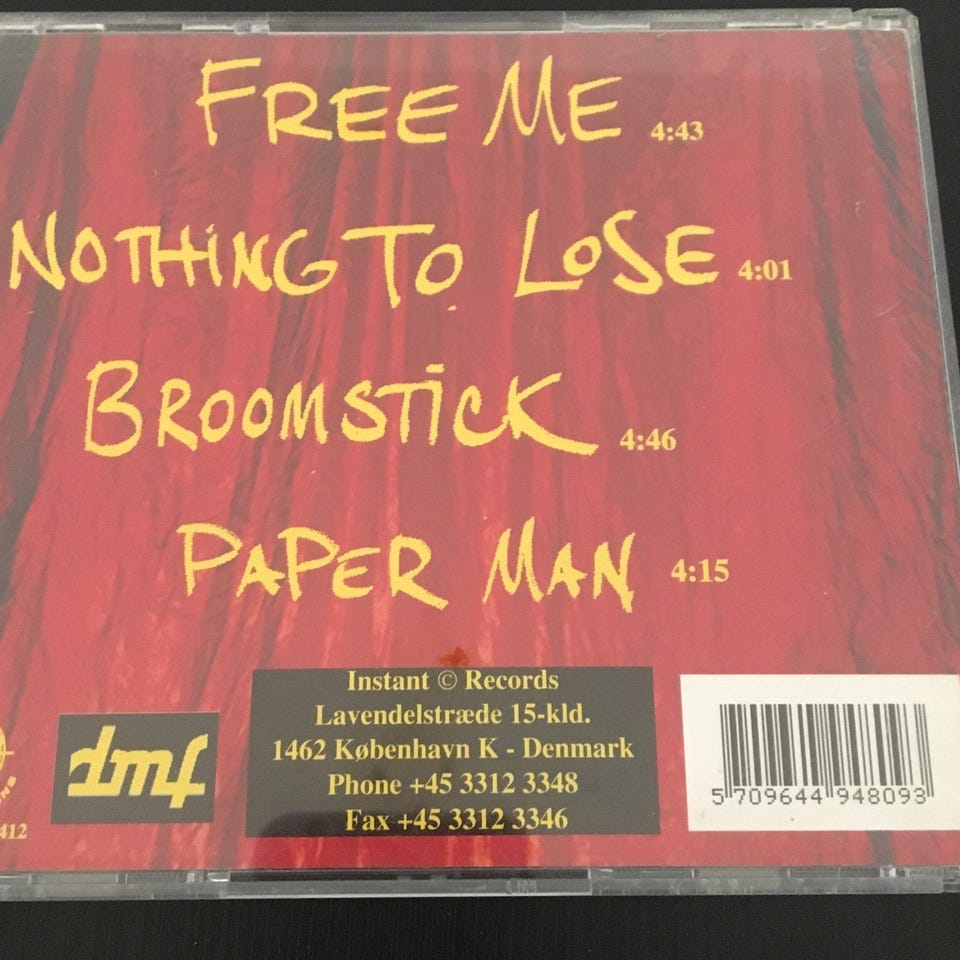 FREE ME 4:43
NOTHING TO LOSE 4:01
BROOMSTICK 4:46
PAPER MAN 4:15
Instant © Records
Lavendelstræde 15-kld.
1462 København K - Denmark
Phone +45 3312 3348
Fax +45 3312 3346
dmf
412
5 709644 948093